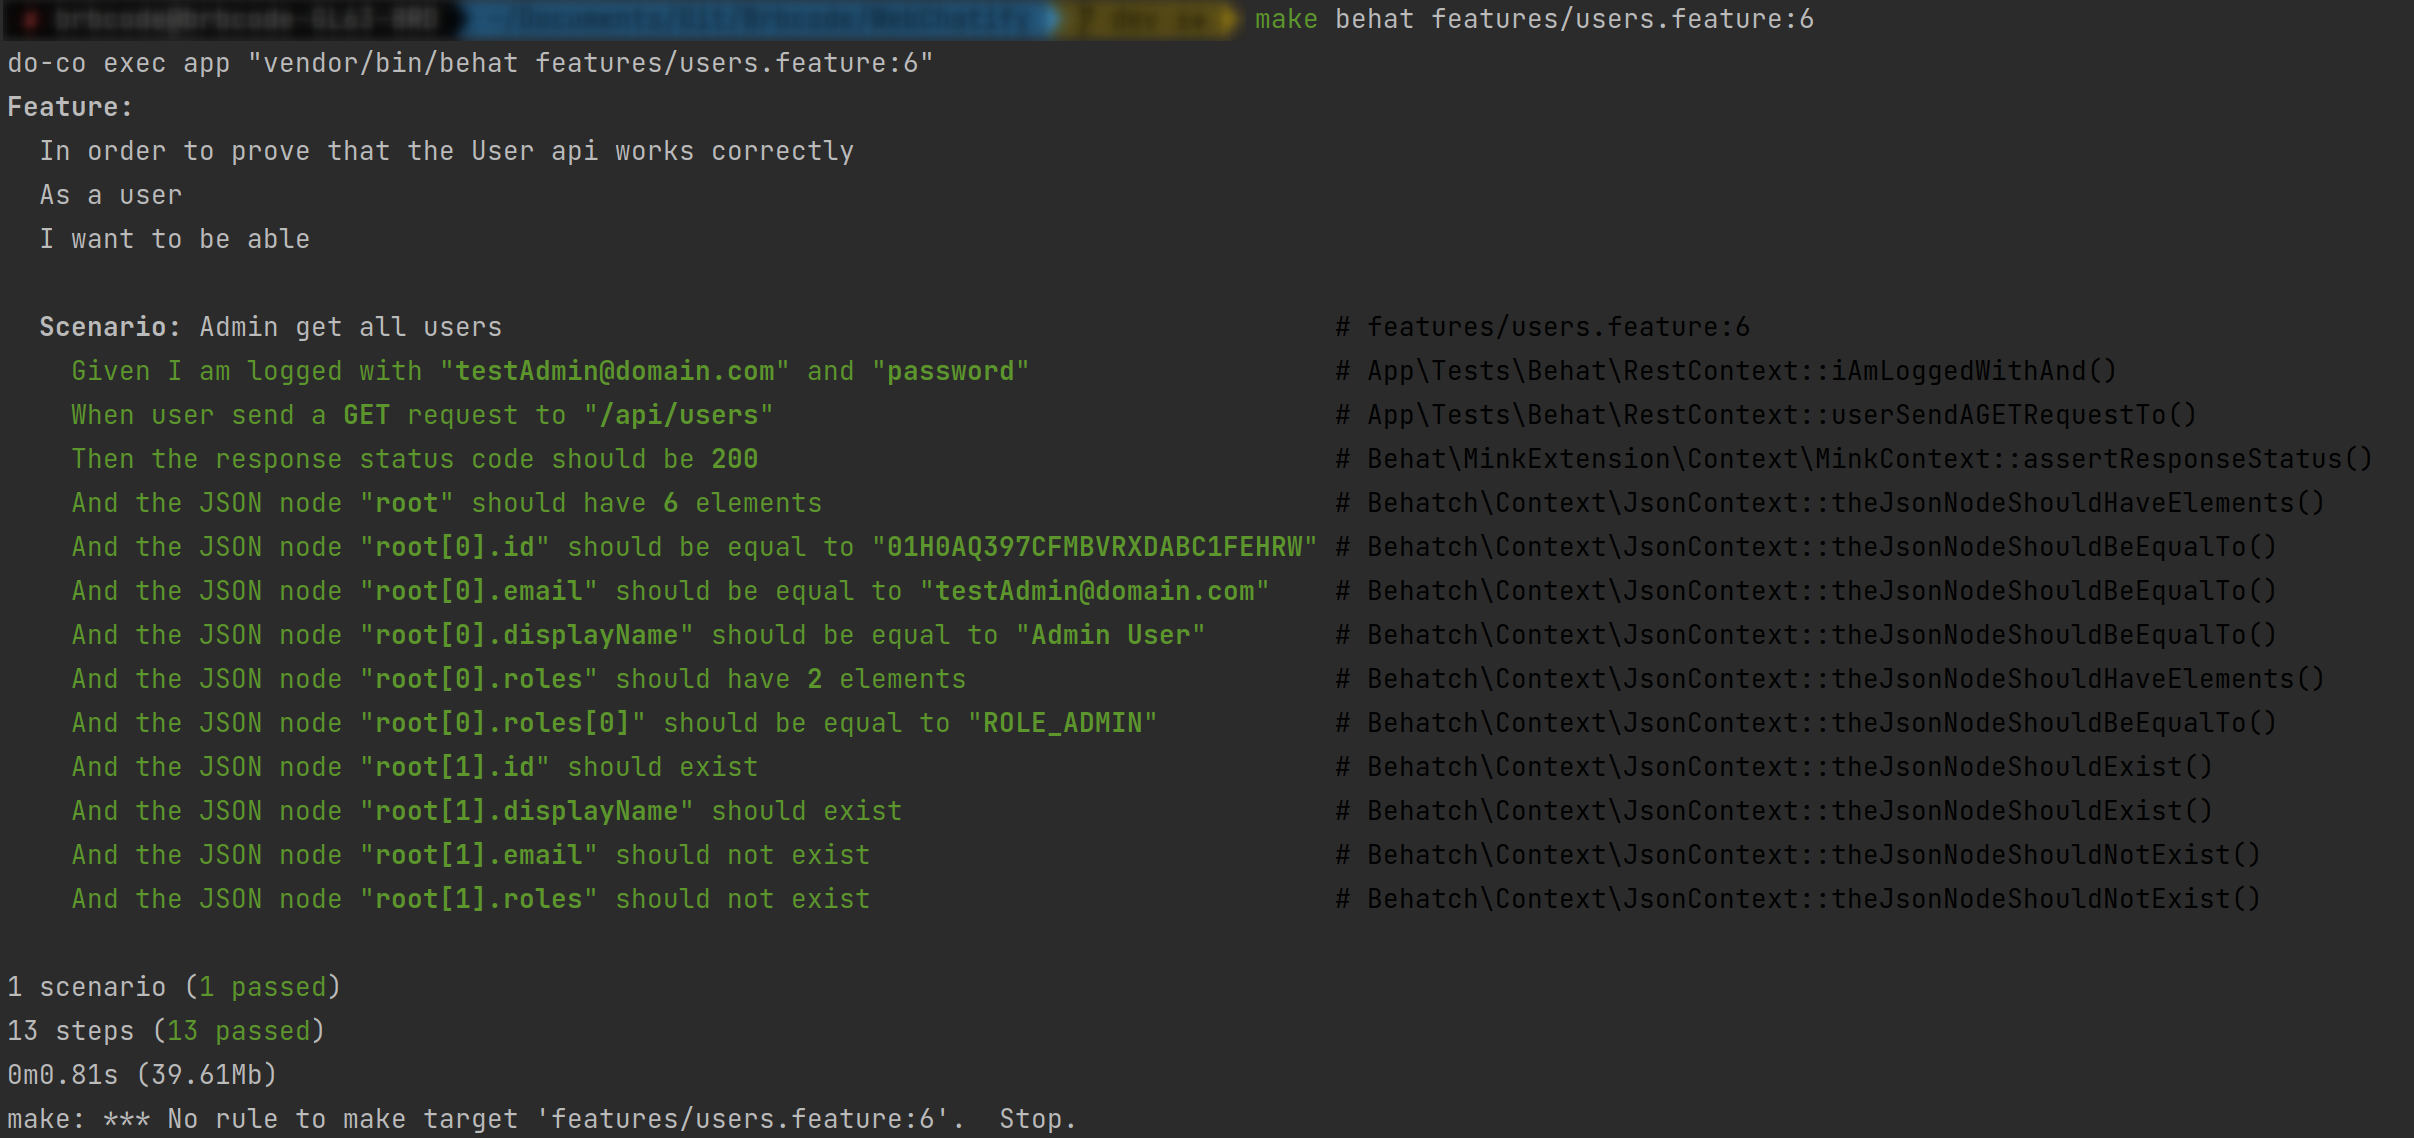 make behat features/users.feature:6
do-co exec app "vendor/bin/behat features/users.feature:6"
Feature:
  In order to prove that the User api works correctly
  As a user
  I want to be able

  Scenario: Admin get all users # features/users.feature:6
    Given I am logged with "testAdmin@domain.com" and "password" # App\Tests\Behat\RestContext::iAmLoggedWithAnd()
    When user send a GET request to "/api/users" # App\Tests\Behat\RestContext::userSendAGETRequestTo()
    Then the response status code should be 200 # Behat\MinkExtension\Context\MinkContext::assertResponseStatus()
    And the JSON node "root" should have 6 elements # Behatch\Context\JsonContext::theJsonNodeShouldHaveElements()
    And the JSON node "root[0].id" should be equal to "01H0AQ397CFMBVRXDABC1FEHRW" # Behatch\Context\JsonContext::theJsonNodeShouldBeEqualTo()
    And the JSON node "root[0].email" should be equal to "testAdmin@domain.com" # Behatch\Context\JsonContext::theJsonNodeShouldBeEqualTo()
    And the JSON node "root[0].displayName" should be equal to "Admin User" # Behatch\Context\JsonContext::theJsonNodeShouldBeEqualTo()
    And the JSON node "root[0].roles" should have 2 elements # Behatch\Context\JsonContext::theJsonNodeShouldHaveElements()
    And the JSON node "root[0].roles[0]" should be equal to "ROLE_ADMIN" # Behatch\Context\JsonContext::theJsonNodeShouldBeEqualTo()
    And the JSON node "root[1].id" should exist # Behatch\Context\JsonContext::theJsonNodeShouldExist()
    And the JSON node "root[1].displayName" should exist # Behatch\Context\JsonContext::theJsonNodeShouldExist()
    And the JSON node "root[1].email" should not exist # Behatch\Context\JsonContext::theJsonNodeShouldNotExist()
    And the JSON node "root[1].roles" should not exist # Behatch\Context\JsonContext::theJsonNodeShouldNotExist()

1 scenario (1 passed)
13 steps (13 passed)
0m0.81s (39.61Mb)
make: *** No rule to make target 'features/users.feature:6'.  Stop.